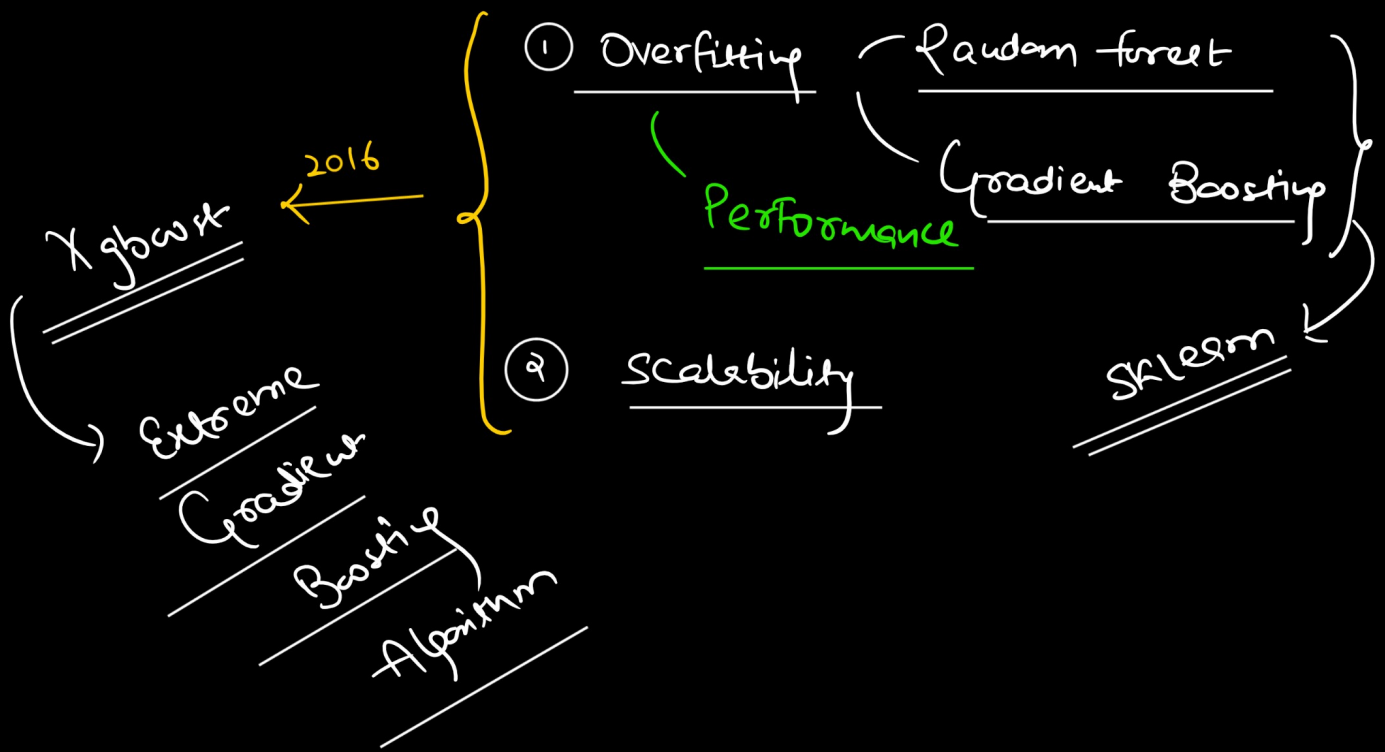 ① Overfitting Random forest
Gradient Boosting
Performance
2016
Xgboost
② Scalability
Sklearn
Extreme
Gradient
Boosting
Algorithm